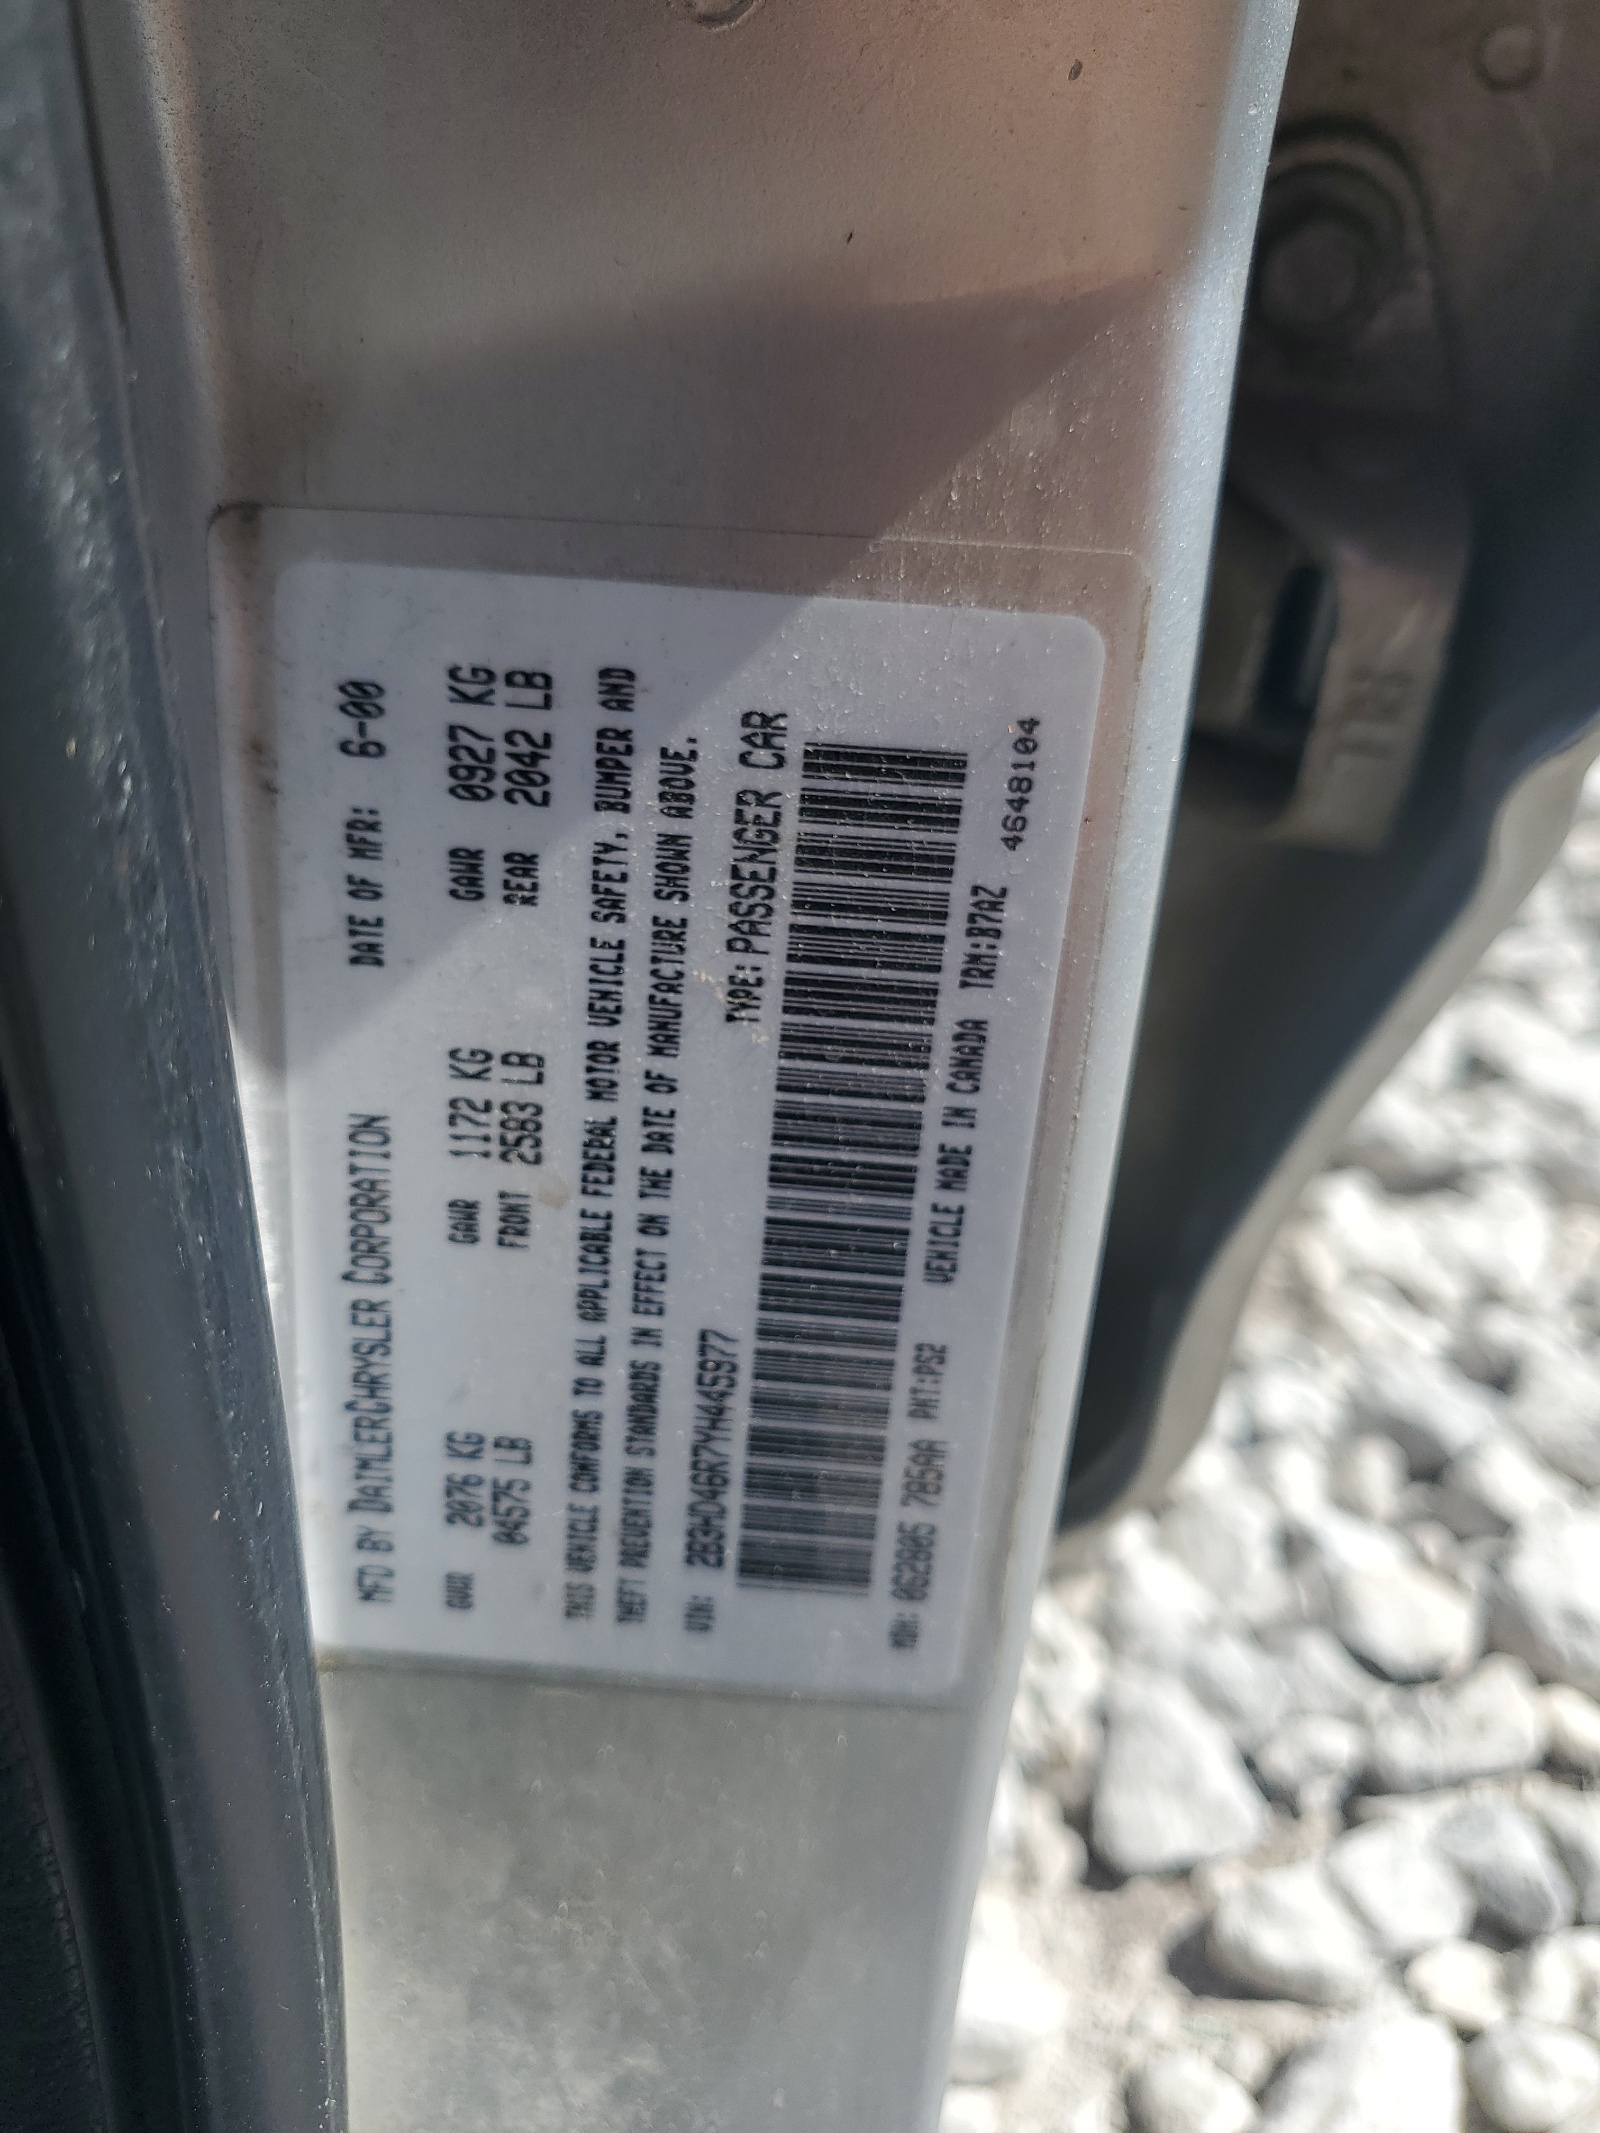 MFD BY DAIMLERCHRYSLER CORPORATION DATE OF MFR: 6-00
GVWR 2076 KG GAWR 1172 KG GAWR 0927 KG
04575 LB FRONT 2583 LB REAR 2042 LB
THIS VEHICLE CONFORMS TO ALL APPLICABLE FEDERAL MOTOR VEHICLE SAFETY, BUMPER AND
THEFT PREVENTION STANDARDS IN EFFECT ON THE DATE OF MANUFACTURE SHOWN ABOVE.
VIN: 2B3HD46R7YH445977 TYPE: PASSENGER CAR
MDH: 062805 785AA PNT: PS2 VEHICLE MADE IN CANADA TRM: B7AZ
4648104